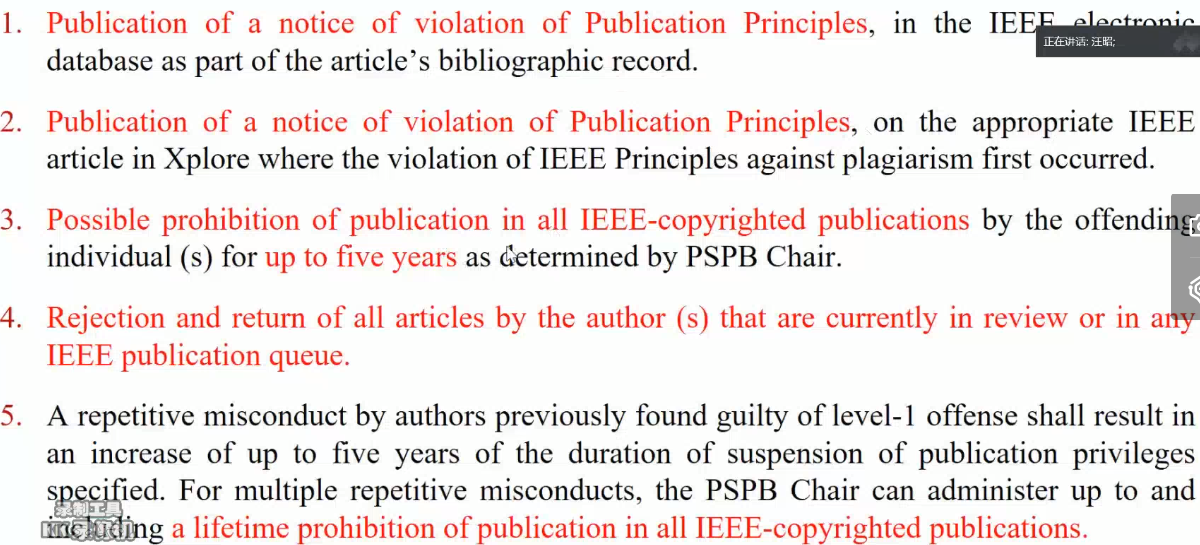 1. Publication of a notice of violation of Publication Principles, in the IEEE electronic
正在讲话: 汪昭;
database as part of the article's bibliographic record.
2. Publication of a notice of violation of Publication Principles, on the appropriate IEEE
article in Xplore where the violation of IEEE Principles against plagiarism first occurred.
3. Possible prohibition of publication in all IEEE-copyrighted publications by the offending
individual (s) for up to five years as determined by PSPB Chair.
4. Rejection and return of all articles by the author (s) that are currently in review or in any
IEEE publication queue.
5. A repetitive misconduct by authors previously found guilty of level-1 offense shall result in
an increase of up to five years of the duration of suspension of publication privileges
specified. For multiple repetitive misconducts, the PSPB Chair can administer up to and
录制工具
including a lifetime prohibition of publication in all IEEE-copyrighted publications.